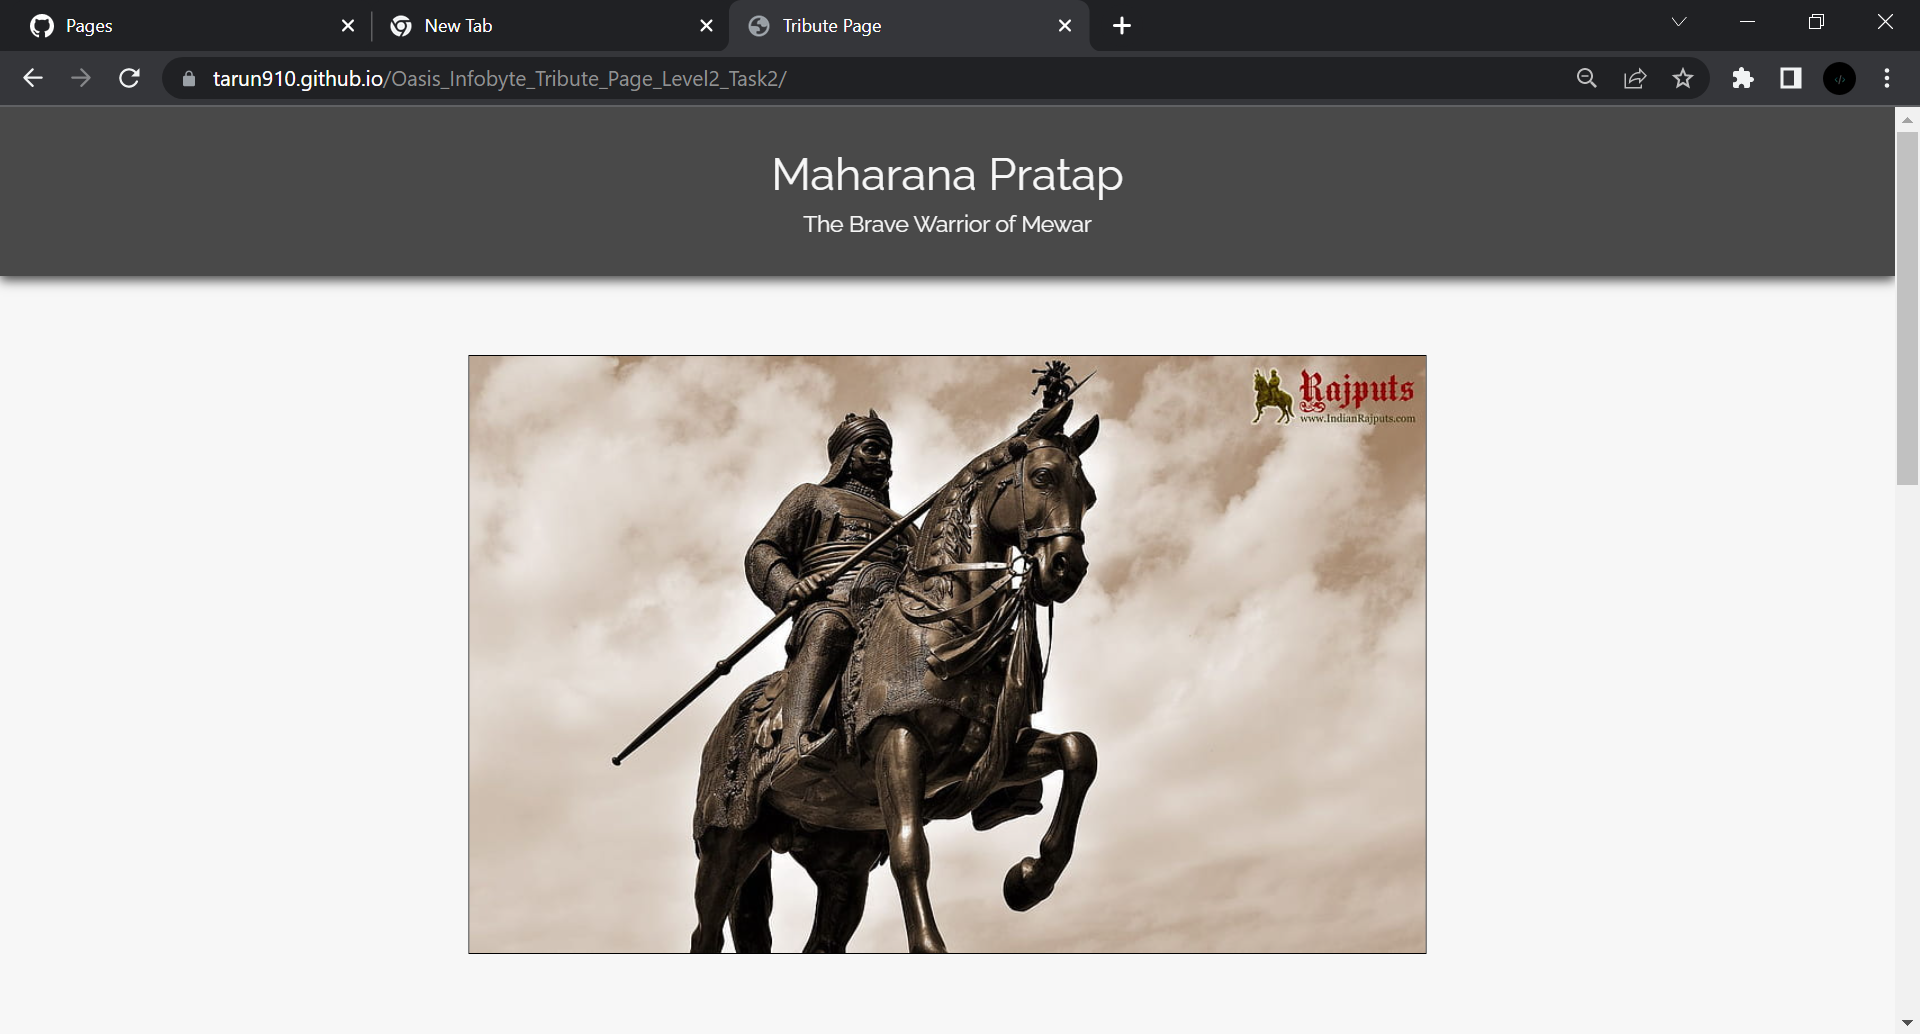 Pages
New Tab
Tribute Page
tarun910.github.io/Oasis_Infobyte_Tribute_Page_Level2_Task2/
Maharana Pratap
The Brave Warrior of Mewar
Rajputs
www.IndianRajputs.com